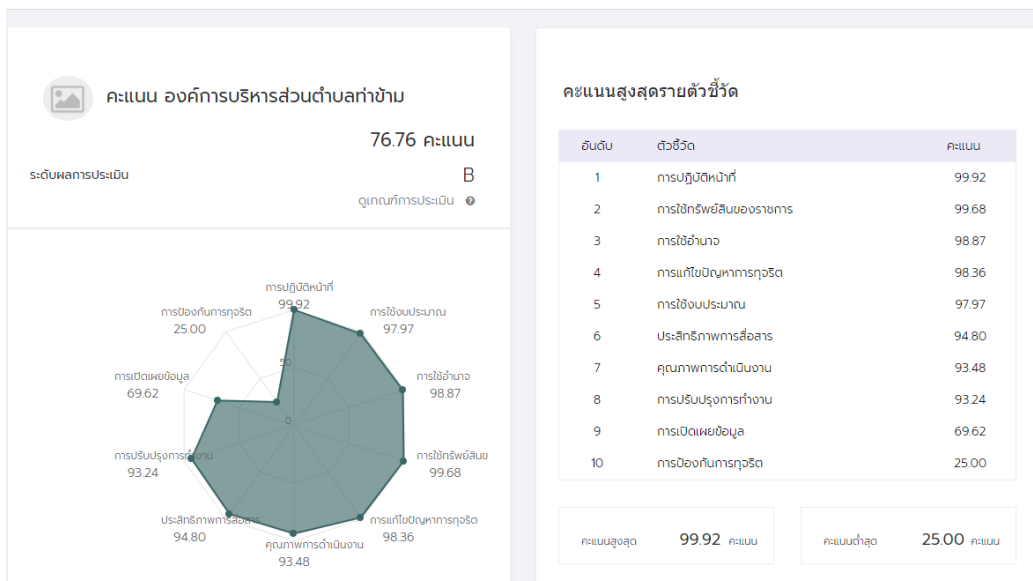 คะแนน องค์การบริหารส่วนตำบลท่าข้าม
76.76 คะแนน
ระดับผลการประเมิน
B
ดูเกณฑ์การประเมิน
การปฏิบัติหน้าที่
99.92
การป้องกันการทุจริต
25.00
การใช้งบประมาณ
97.97
50
การเปิดเผยข้อมูล
69.62
การใช้อำนาจ
98.87
0
การปรับปรุงการทำงาน
93.24
การใช้ทรัพย์สินข
99.68
ประสิทธิภาพการสื่อสาร
94.80
การแก้ไขปัญหาการทุจริต
98.36
คุณภาพการดำเนินงาน
93.48
คะแนนสูงสุดรายตัวชี้วัด
อันดับ ตัวชี้วัด คะแนน
1 การปฏิบัติหน้าที่ 99.92
2 การใช้ทรัพย์สินของราชการ 99.68
3 การใช้อำนาจ 98.87
4 การแก้ไขปัญหาการทุจริต 98.36
5 การใช้งบประมาณ 97.97
6 ประสิทธิภาพการสื่อสาร 94.80
7 คุณภาพการดำเนินงาน 93.48
8 การปรับปรุงการทำงาน 93.24
9 การเปิดเผยข้อมูล 69.62
10 การป้องกันการทุจริต 25.00
คะแนนสูงสุด 99.92 คะแนน
คะแนนต่ำสุด 25.00 คะแนน